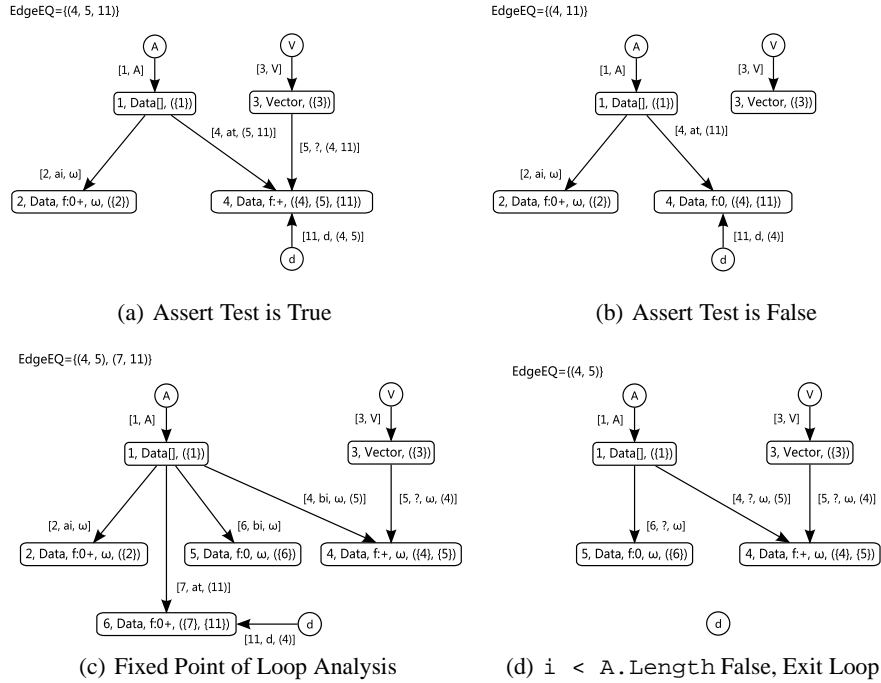 EdgeEQ={(4, 5, 11)}
A
V
[1, A]
[3, V]
1, Data[], ({1})
3, Vector, ({3})
[4, at, (5, 11)]
[5, ?, (4, 11)]
[2, ai, ω]
2, Data, f:0+, ω, ({2})
4, Data, f:+, ({4}, {5}, {11})
[11, d, (4, 5)]
d
(a) Assert Test is True
EdgeEQ={(4, 11)}
A
V
[1, A]
[3, V]
1, Data[], ({1})
3, Vector, ({3})
[4, at, (11)]
[2, ai, ω]
2, Data, f:0+, ω, ({2})
4, Data, f:0, ({4}, {11})
[11, d, (4)]
d
(b) Assert Test is False
EdgeEQ={(4, 5), (7, 11)}
A
V
[1, A]
[3, V]
1, Data[], ({1})
3, Vector, ({3})
[4, bi, ω, (5)]
[5, ?, ω, (4)]
[2, ai, ω]
[6, bi, ω]
2, Data, f:0+, ω, ({2})
5, Data, f:0, ω, ({6})
4, Data, f:+, ω, ({4}, {5})
[7, at, (11)]
6, Data, f:0+, ({7}, {11})
d
[11, d, (4)]
(c) Fixed Point of Loop Analysis
EdgeEQ={(4, 5)}
A
V
[1, A]
[3, V]
1, Data[], ({1})
3, Vector, ({3})
[4, ?, ω, (5)]
[5, ?, ω, (4)]
[6, ?, ω]
5, Data, f:0, ω, ({6})
4, Data, f:+, ω, ({4}, {5})
d
(d) i < A.Length False, Exit Loop